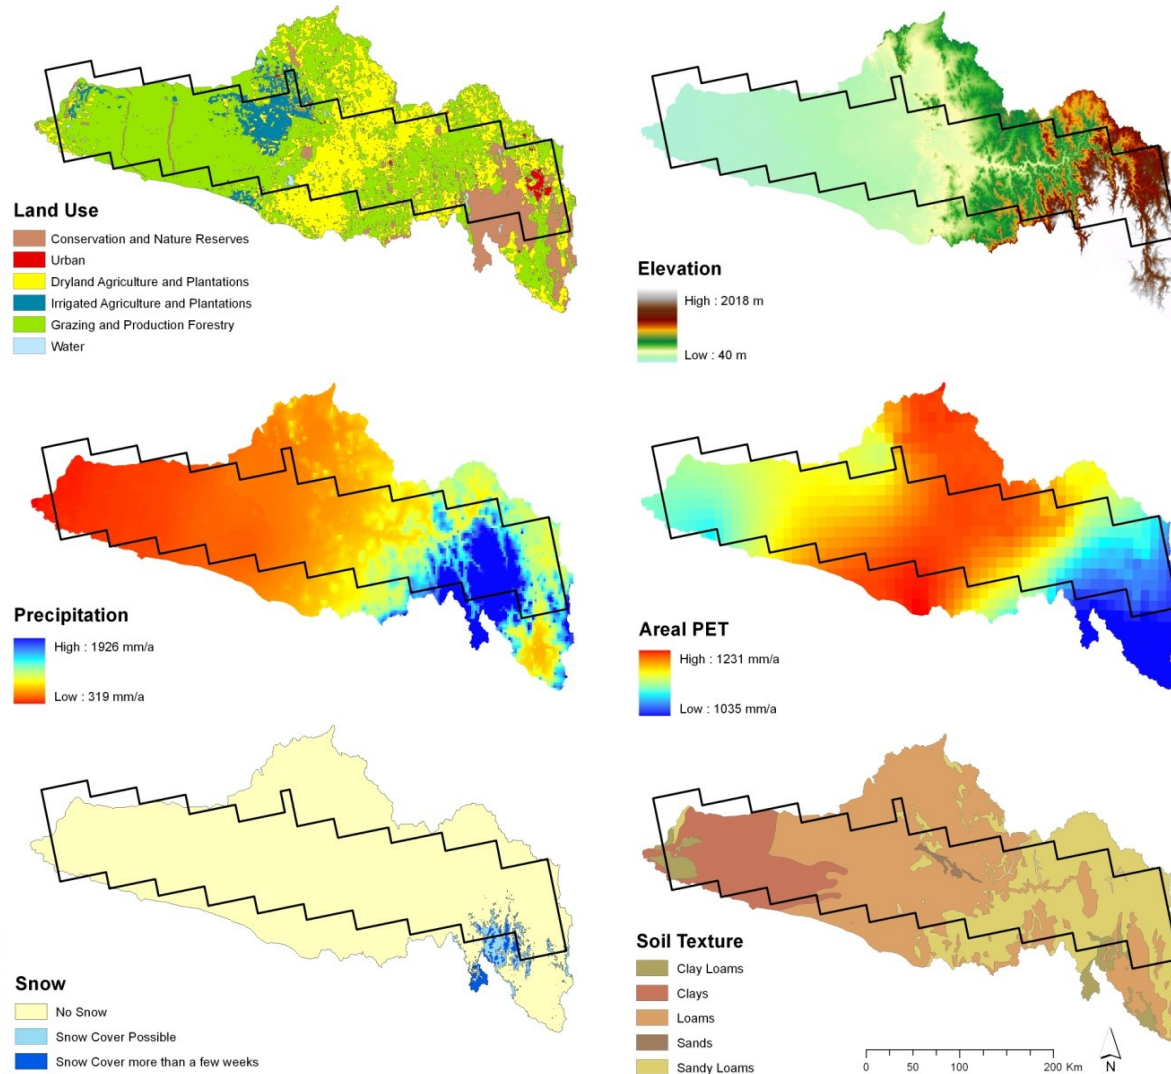 Land Use
Conservation and Nature Reserves
Urban
Dryland Agriculture and Plantations
Irrigated Agriculture and Plantations
Grazing and Production Forestry
Water
Elevation
High : 2018 m
Low : 40 m
Precipitation
High : 1926 mm/a
Low : 319 mm/a
Areal PET
High : 1231 mm/a
Low : 1035 mm/a
Snow
No Snow
Snow Cover Possible
Snow Cover more than a few weeks
Soil Texture
Clay Loams
Clays
Loams
Sands
Sandy Loams
0 50 100 200 Km
N